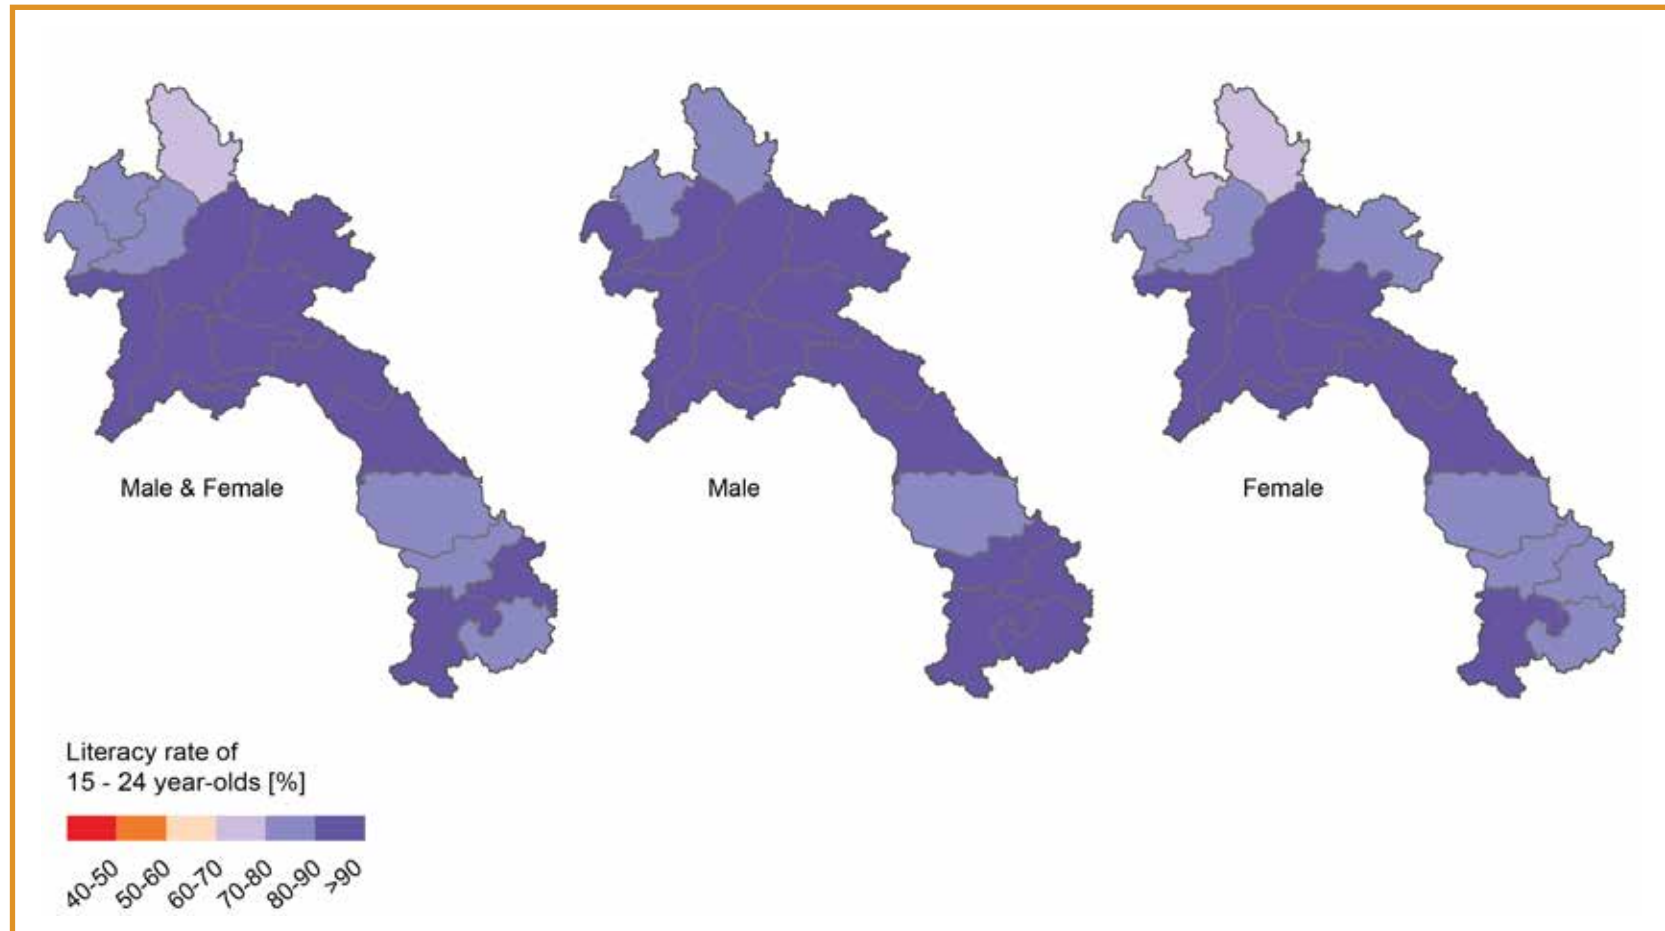 Male & Female
Male
Female
Literacy rate of
15 - 24 year-olds [%]
40-50
50-60
60-70
70-80
80-90
>90